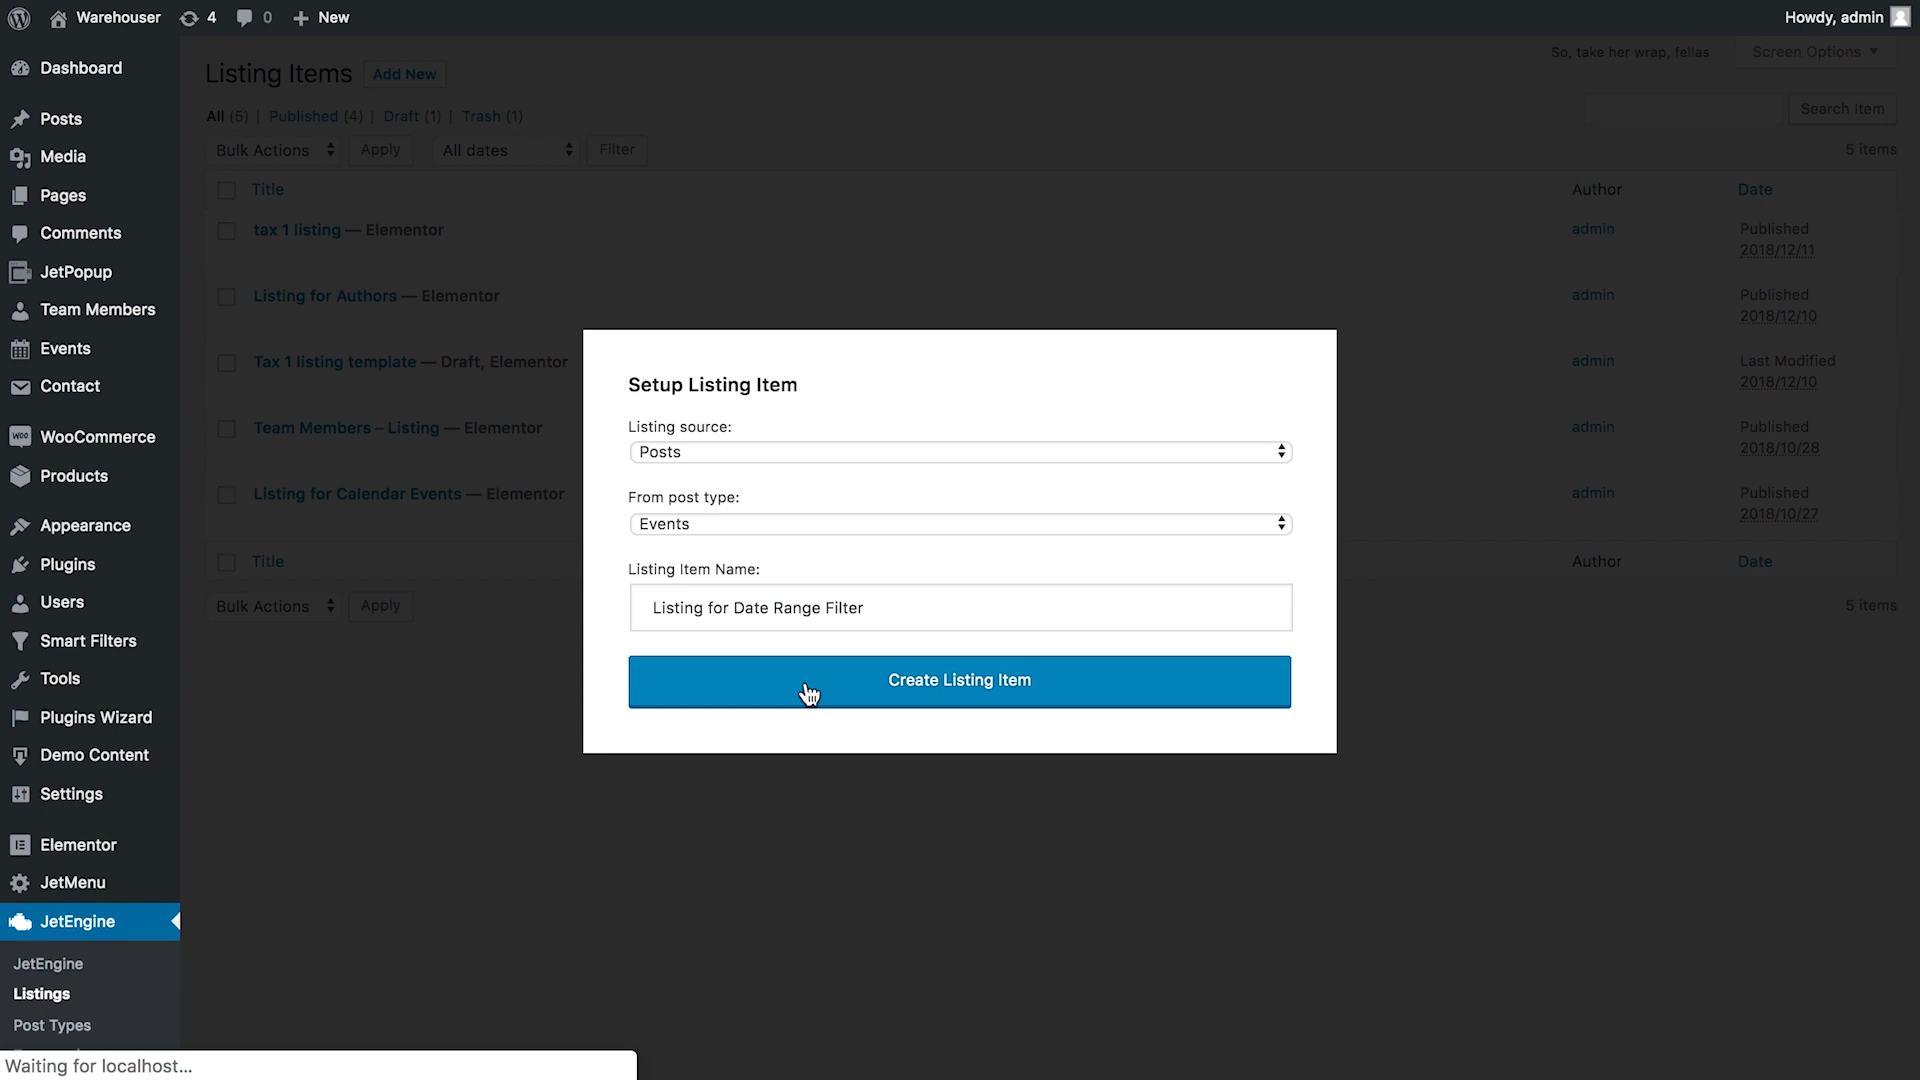 Warehouser 4 0 New Howdy, admin
Dashboard
Posts
Media
Pages
Comments
JetPopup
Team Members
Events
Contact
WooCommerce
Products
Appearance
Plugins
Users
Smart Filters
Tools
Plugins Wizard
Demo Content
Settings
Elementor
JetMenu
JetEngine
JetEngine
Listings
Post Types
So, take her wrap, fellas Screen Options
Listing Items Add New
All (5) | Published (4) | Draft (1) | Trash (1)
Search Item
Bulk Actions Apply All dates Filter 5 items
Title Author Date
tax 1 listing — Elementor admin Published
2018/12/11
Listing for Authors — Elementor admin Published
2018/12/10
Tax 1 listing template — Draft, Elementor admin Last Modified
2018/12/10
Team Members – Listing — Elementor admin Published
2018/10/28
Listing for Calendar Events — Elementor admin Published
2018/10/27
Title Author Date
Bulk Actions Apply 5 items
Setup Listing Item
Listing source:
Posts
From post type:
Events
Listing Item Name:
Listing for Date Range Filter
Create Listing Item
Waiting for localhost...